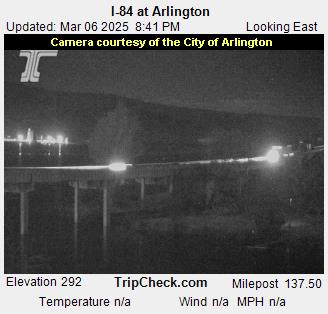 I-84 at Arlington
Updated: Mar 06 2025 8:41 PM Looking East
Camera courtesy of the City of Arlington
Elevation 292 TripCheck.com Milepost 137.50
Temperature n/a Wind n/a MPH n/a